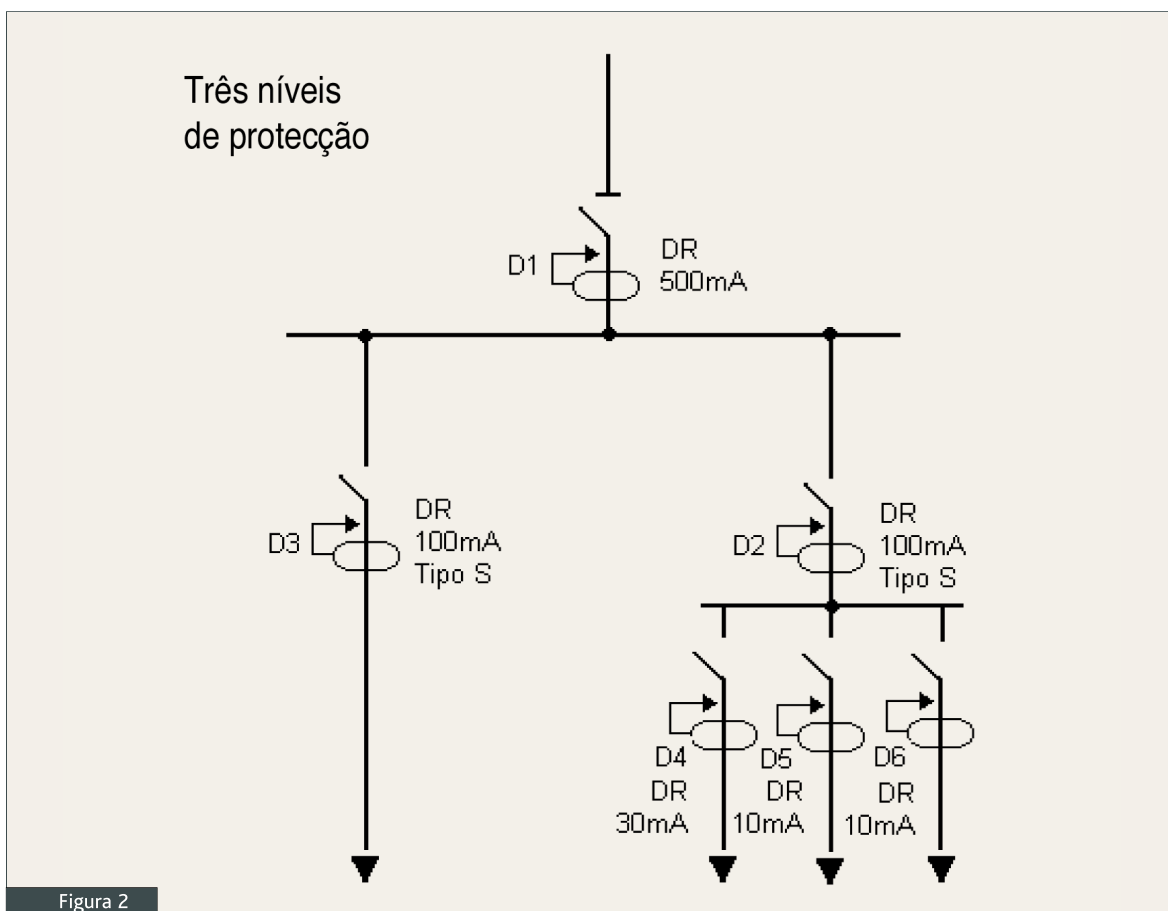 Três níveis
de protecção
D1
DR
500mA
D3
DR
100mA
Tipo S
D2
DR
100mA
Tipo S
D4
DR
30mA
D5
DR
10mA
D6
DR
10mA
Figura 2